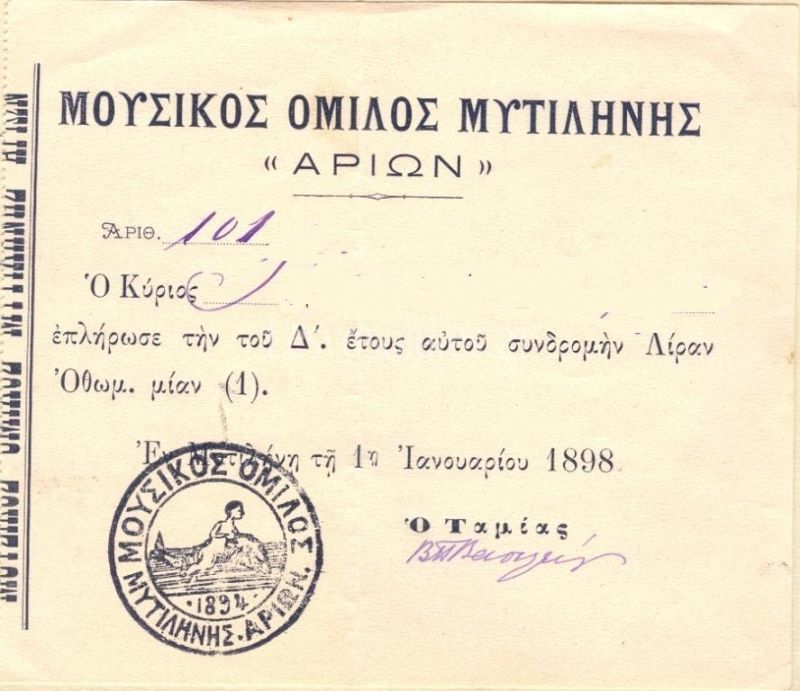 ΜΟΥΣΙΚΟΣ ΟΜΙΛΟΣ ΜΥΤΙΛΗΝΗΣ
« ΑΡΙΩΝ »
ἈΡΙΘ. 101
Ὁ Κύριος
ἐπλήρωσε τὴν τοῦ Δ΄. ἔτους αὐτοῦ συνδρομὴν Λίραν
Ὀθωμ. μίαν (1).
Ἐν Μυτιλήνῃ τῇ 1η Ἰανουαρίου 1898
Ὁ Ταμίας
ΜΟΥΣΙΚΟΣ ΟΜΙΛΟΣ
ΜΥΤΙΛΗΝΗΣ·ΑΡΙΩΝ.
·1894·